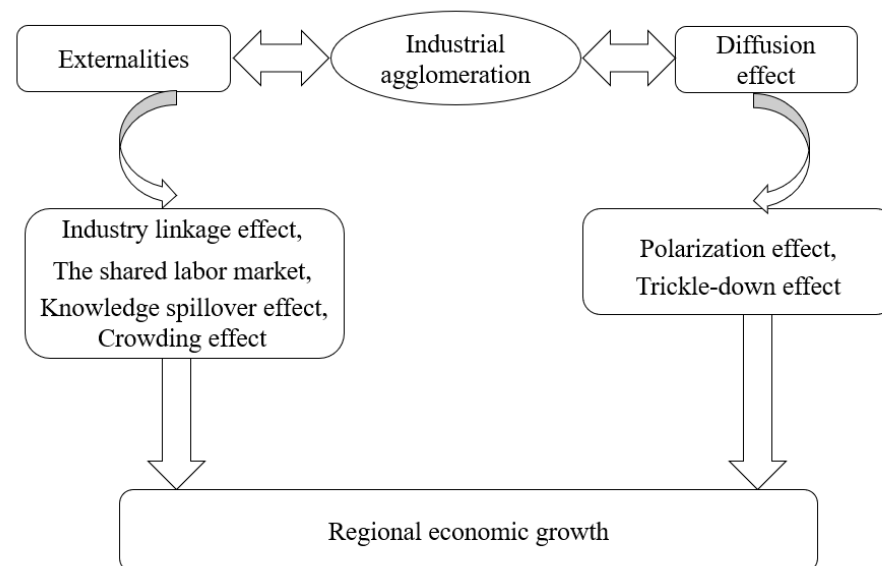 Externalities
Industrial
agglomeration
Diffusion
effect
Industry linkage effect,
The shared labor market,
Knowledge spillover effect,
Crowding effect
Polarization effect,
Trickle-down effect
Regional economic growth